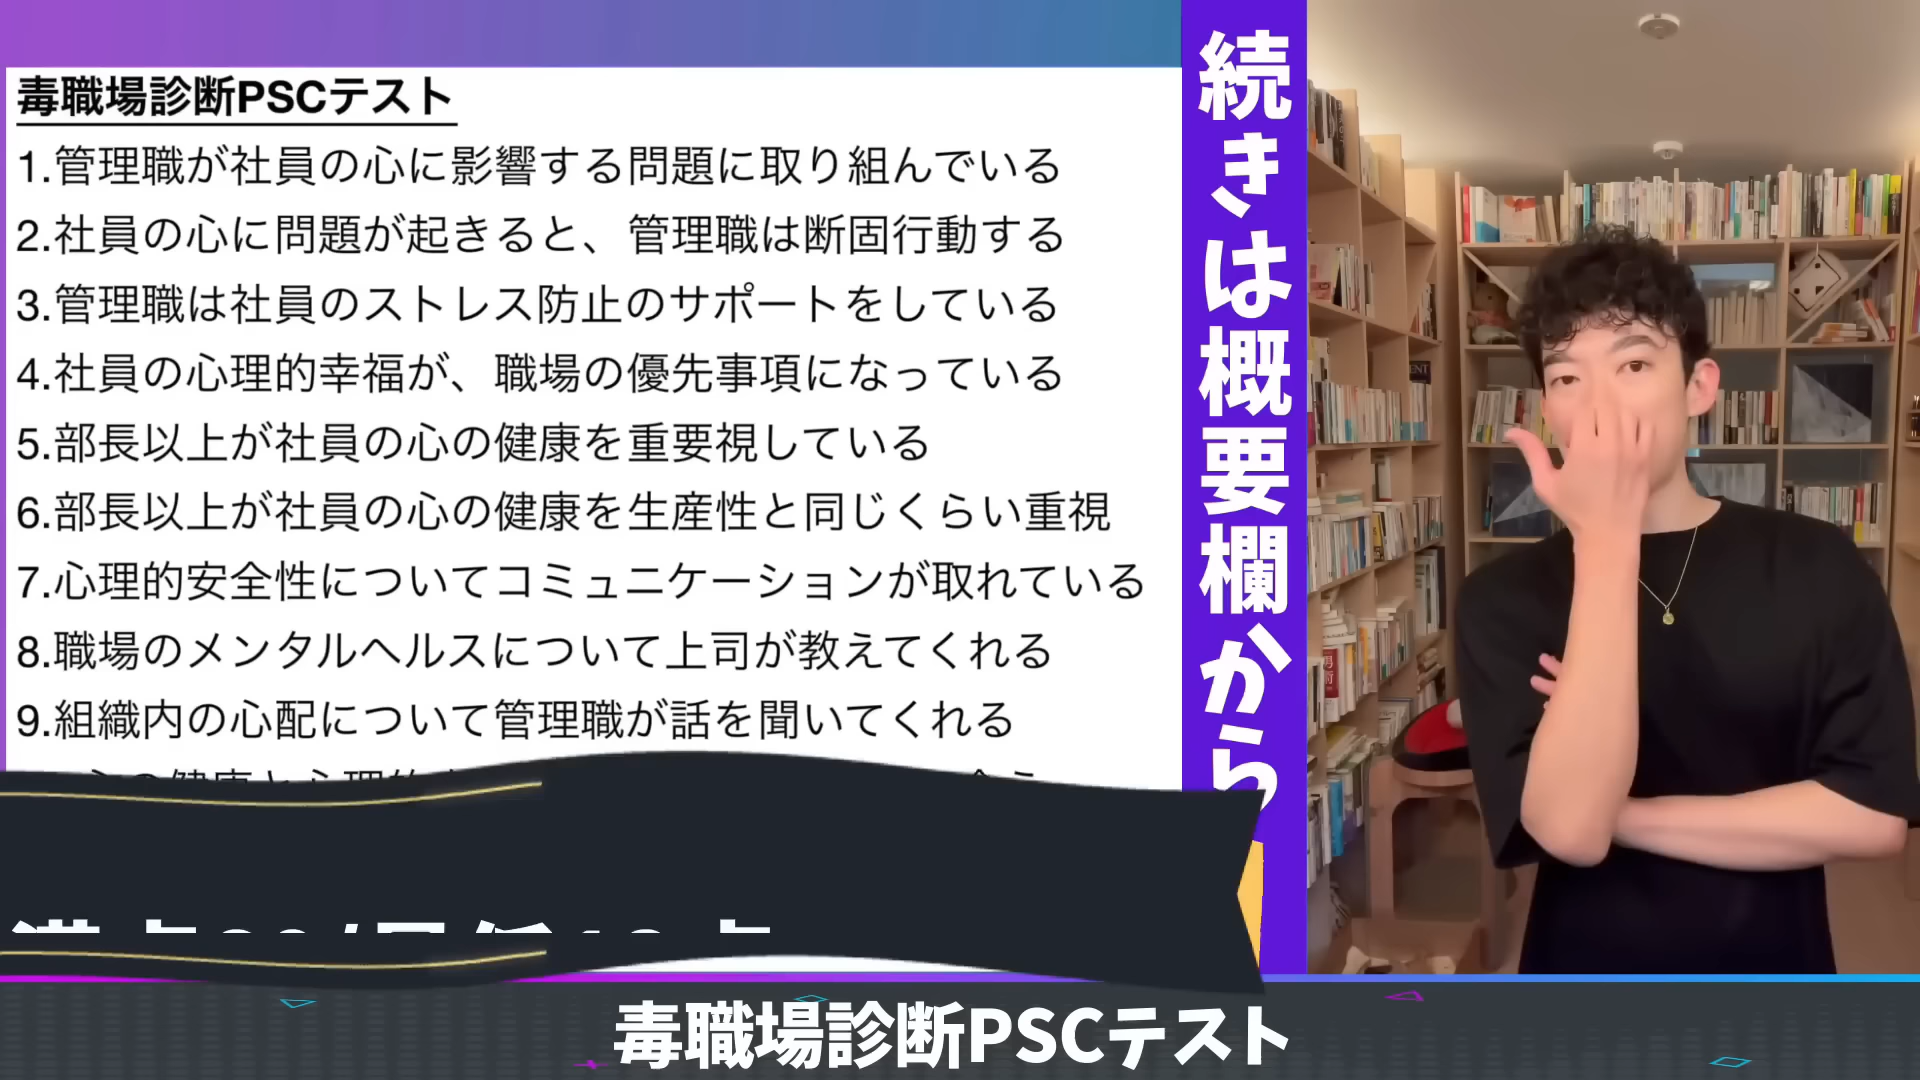 毒職場診断PSCテスト
1.管理職が社員の心に影響する問題に取り組んでいる
2.社員の心に問題が起きると、管理職は断固行動する
3.管理職は社員のストレス防止のサポートをしている
4.社員の心理的幸福が、職場の優先事項になっている
5.部長以上が社員の心の健康を重要視している
6.部長以上が社員の心の健康を生産性と同じくらい重視
7.心理的安全性についてコミュニケーションが取れている
8.職場のメンタルヘルスについて上司が教えてくれる
9.組織内の心配について管理職が話を聞いてくれる
続きは概要欄から
毒職場診断PSCテスト